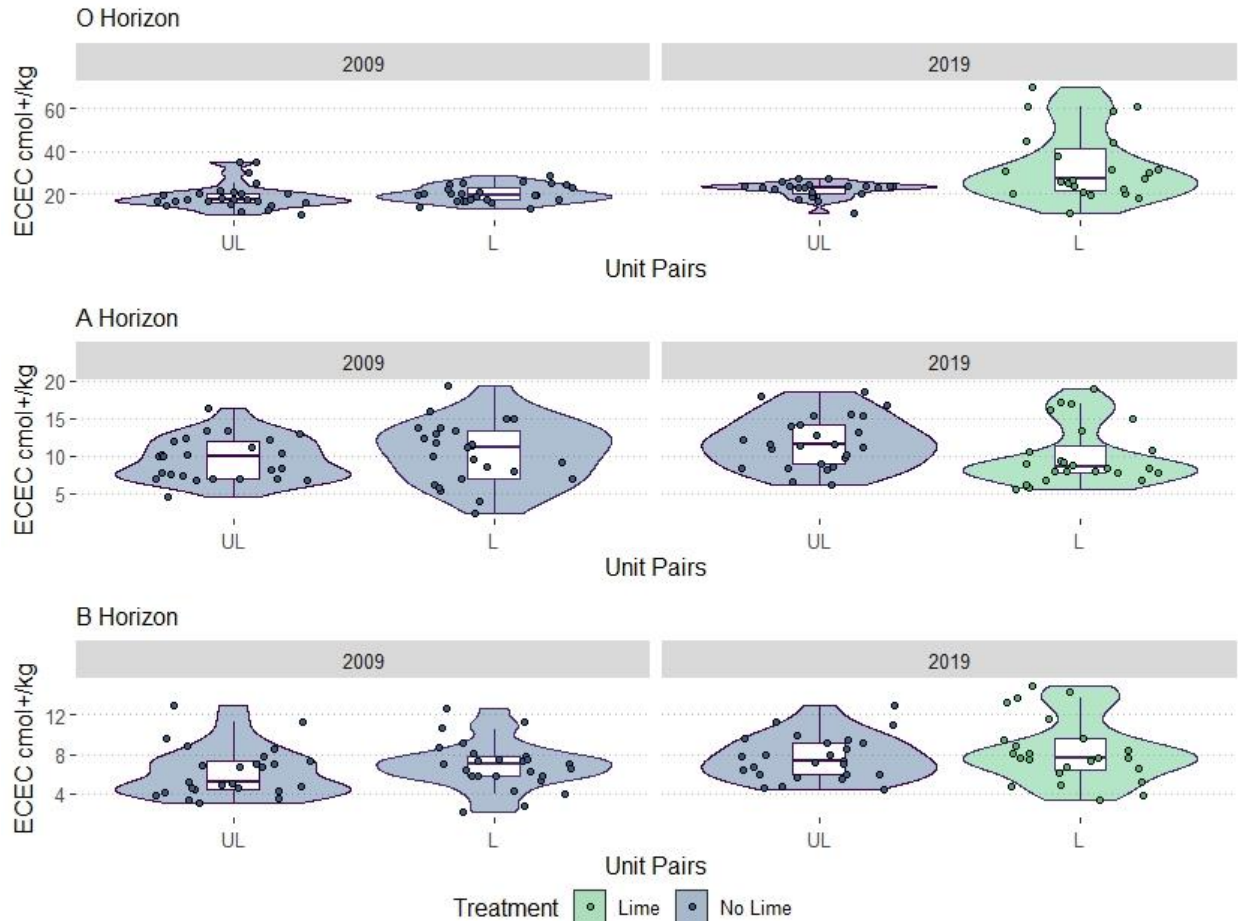 O Horizon
2009
2019
ECEC cmol+/kg
60
40
20
UL
L
UL
L
Unit Pairs
A Horizon
2009
2019
ECEC cmol+/kg
20
15
10
5
UL
L
UL
L
Unit Pairs
B Horizon
2009
2019
ECEC cmol+/kg
12
8
4
UL
L
UL
L
Unit Pairs
Treatment Lime No Lime